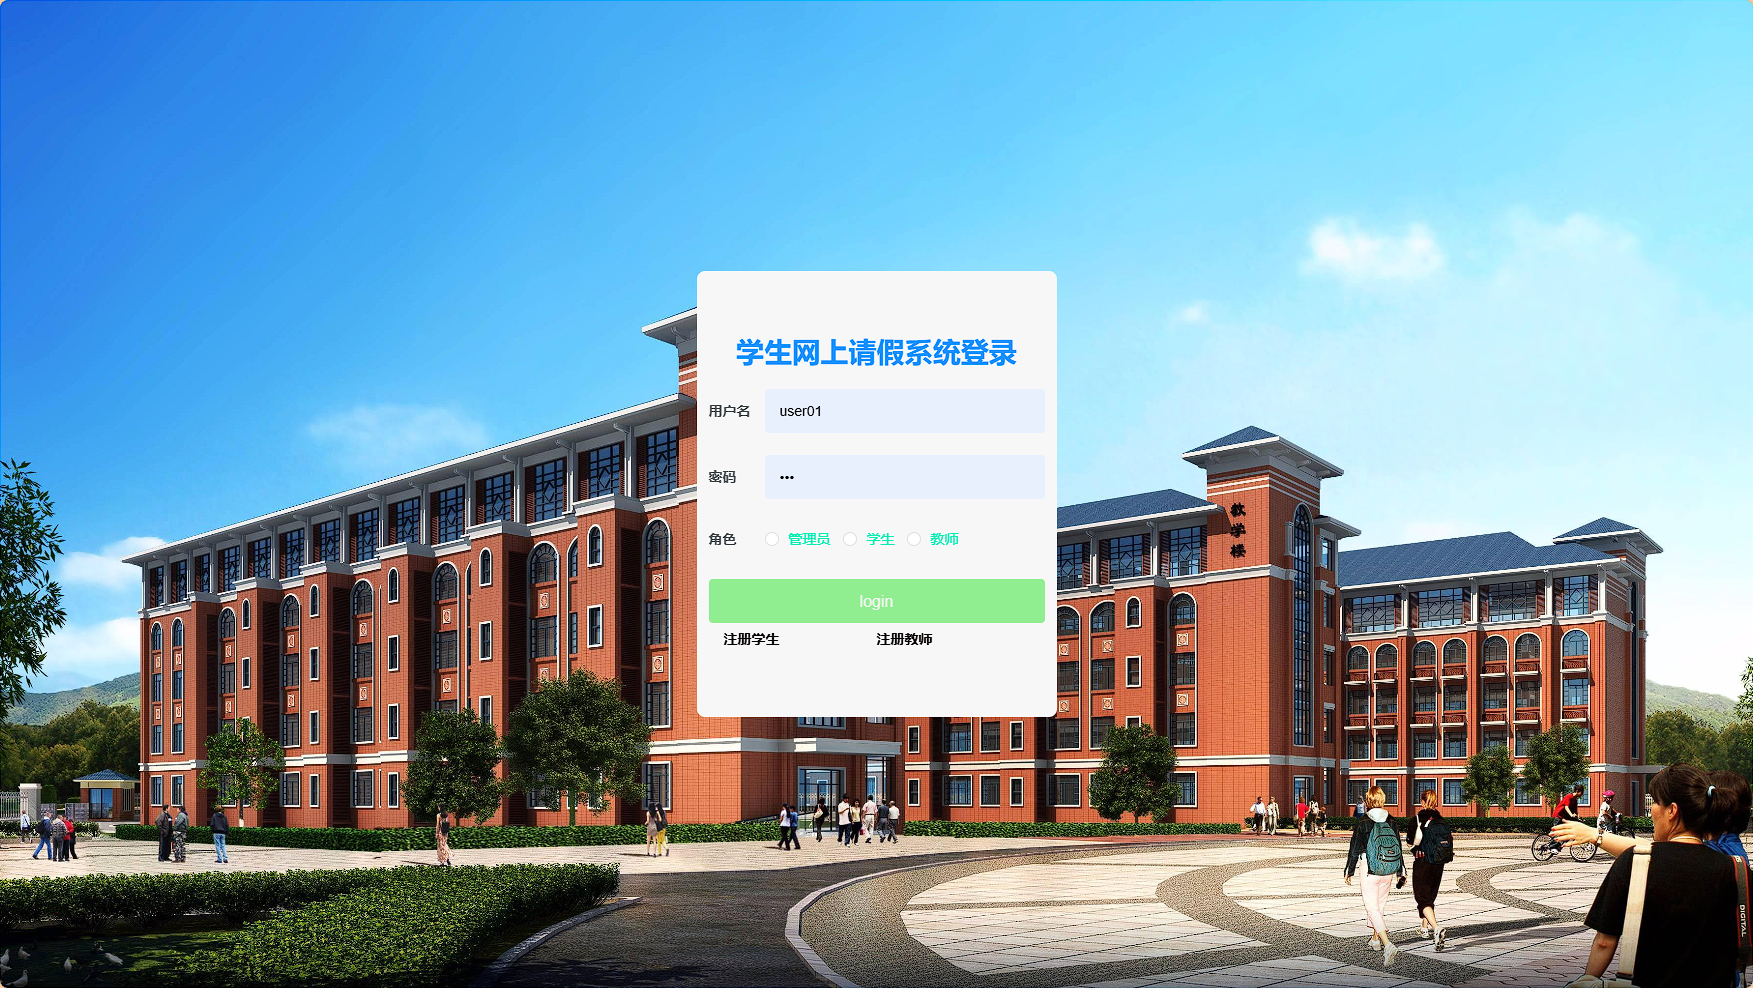 学生网上请假系统登录
用户名 user01
密码 •••
角色 管理员 学生 教师
login
注册学生 注册教师
教学楼
DIGITAL